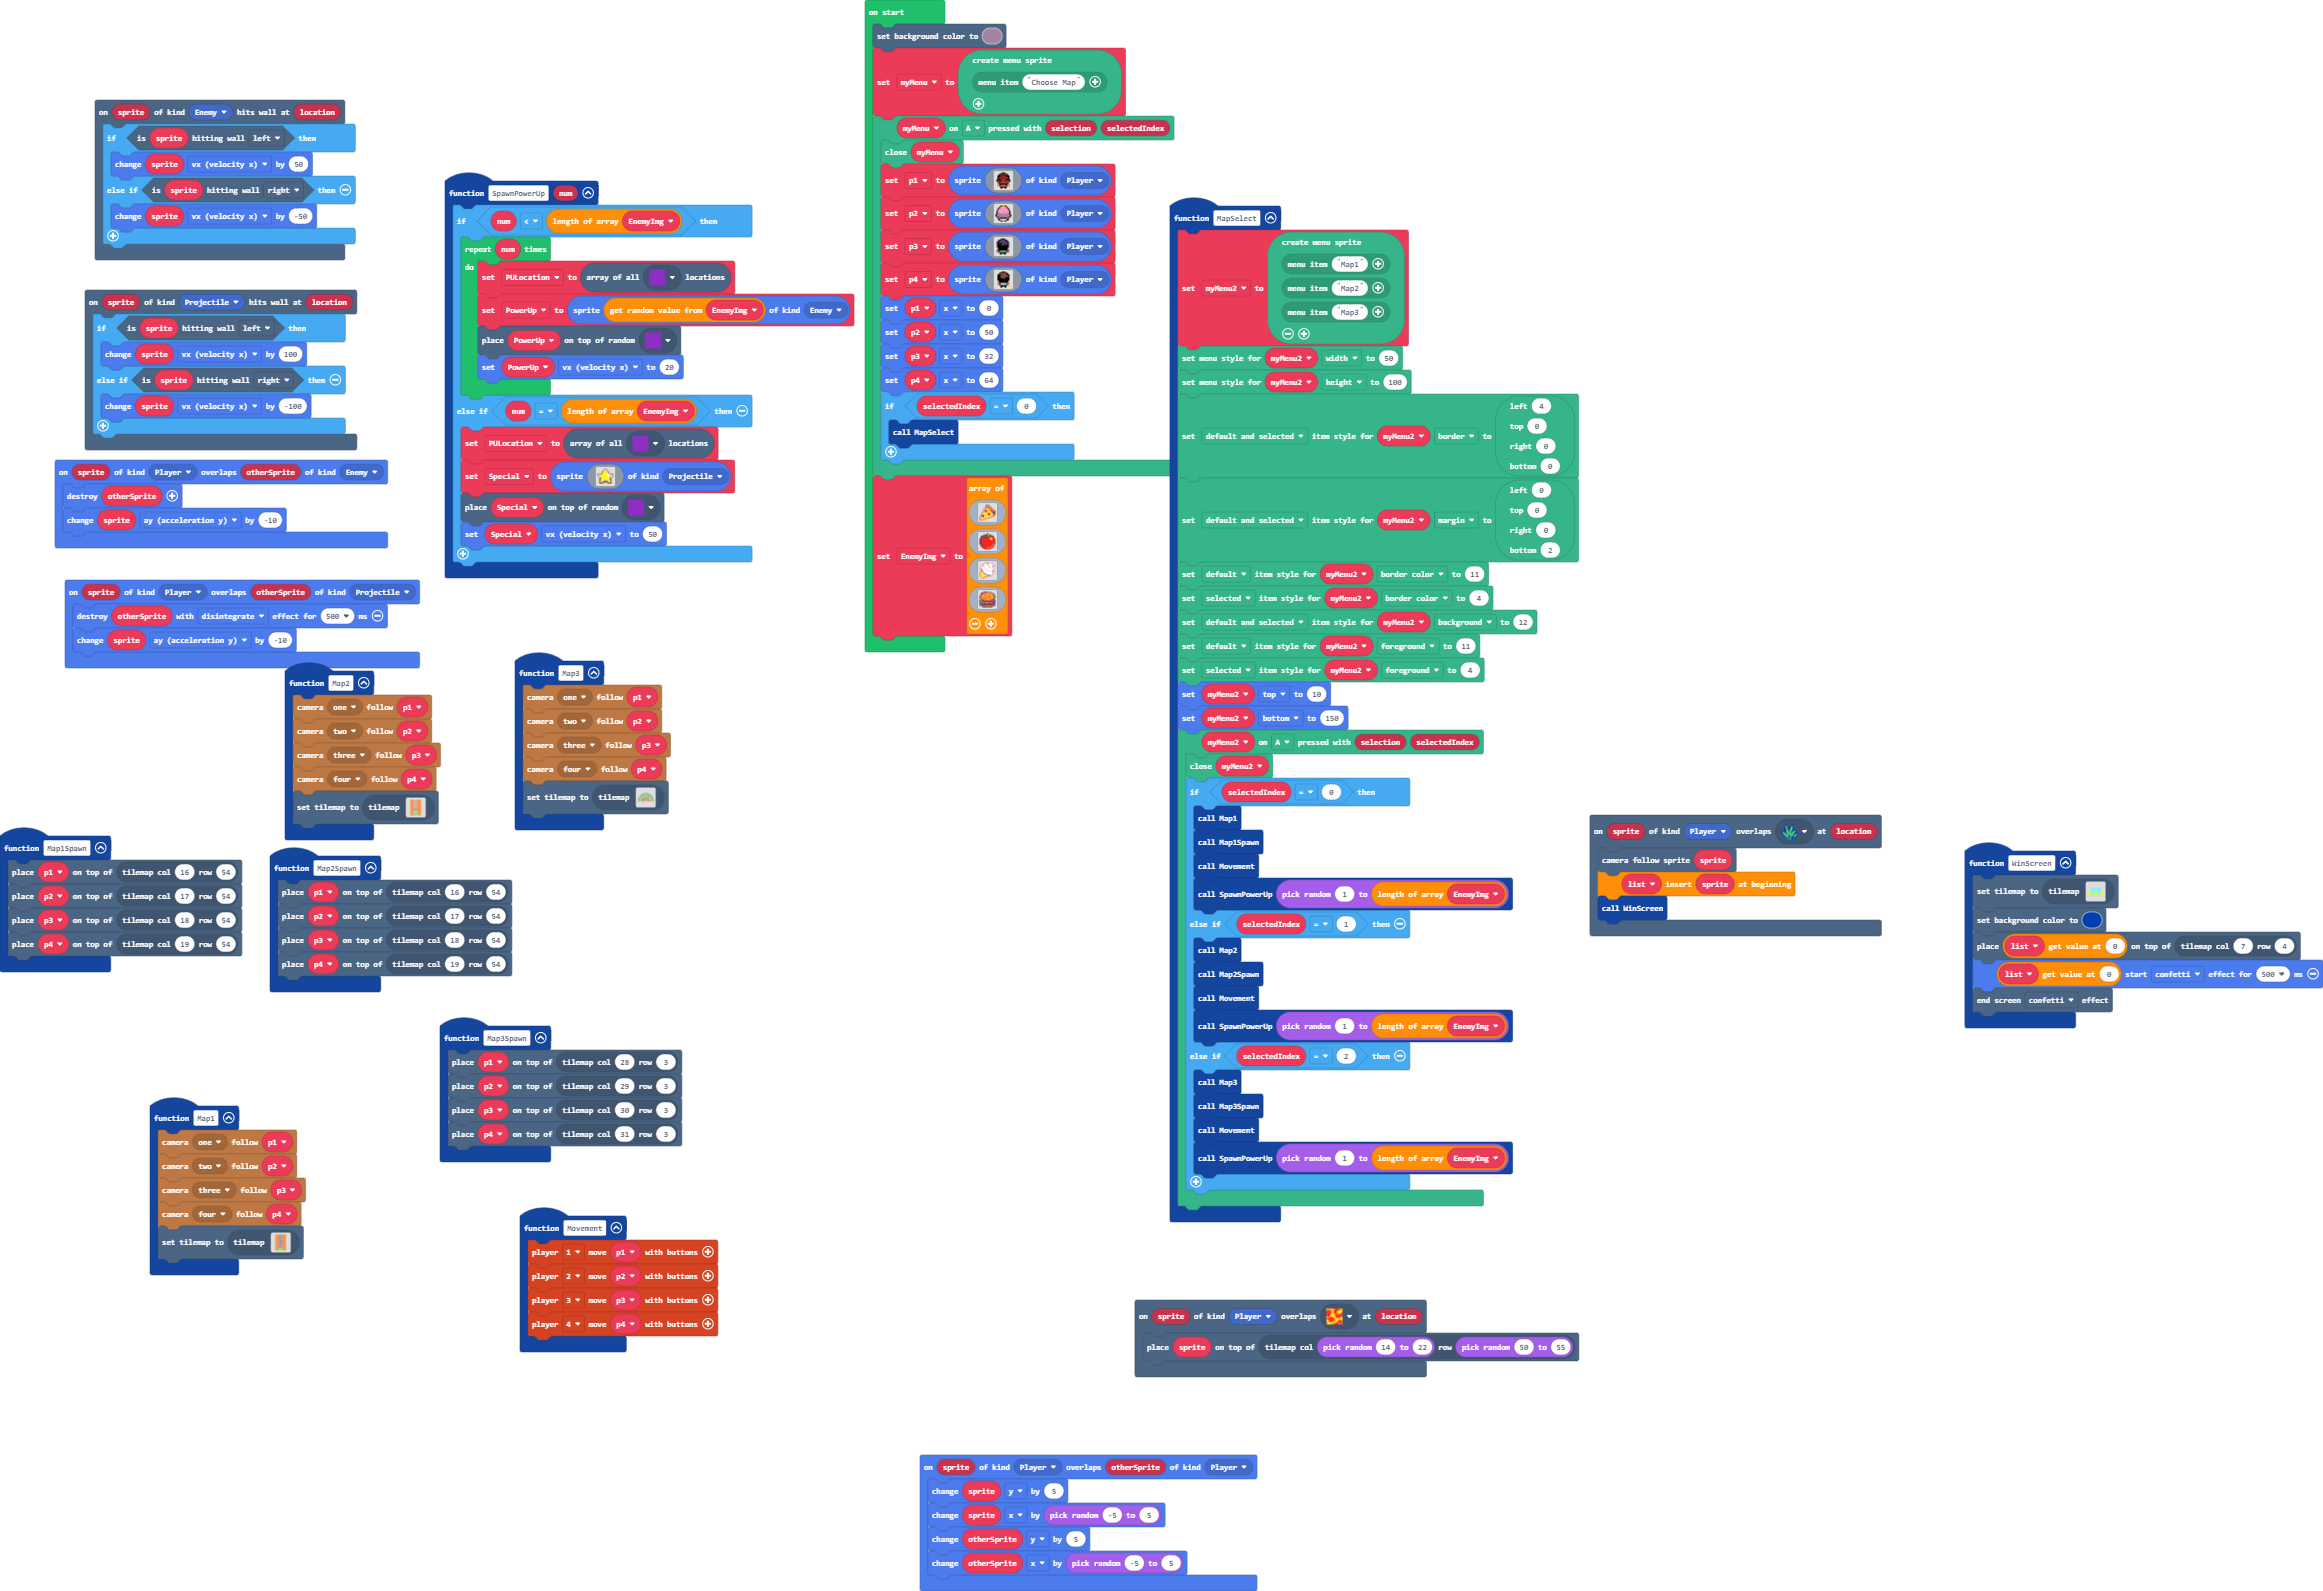 on sprite of kind Enemy hits wall at location
if is sprite hitting wall left then
change sprite vx (velocity x) by 50
else if is sprite hitting wall right then
change sprite vx (velocity x) by -50
on sprite of kind Projectile hits wall at location
if is sprite hitting wall left then
change sprite vx (velocity x) by 100
else if is sprite hitting wall right then
change sprite vx (velocity x) by -100
on sprite of kind Player overlaps otherSprite of kind Enemy
destroy otherSprite
change sprite ay (acceleration y) by -10
on sprite of kind Player overlaps otherSprite of kind Projectile
destroy otherSprite with disintegrate effect for 500 ms
change sprite ay (acceleration y) by -10
function SpawnPowerUp num
if num < length of array EnemyImg then
repeat num times
do
set PULocation to array of all locations
set PowerUp to sprite get random value from EnemyImg of kind Enemy
place PowerUp on top of random
set PowerUp vx (velocity x) to 20
else if num = length of array EnemyImg then
set PULocation to array of all locations
set Special to sprite of kind Projectile
place Special on top of random
set Special vx (velocity x) to 50
on start
set background color to
set myMenu to create menu sprite
menu item "Choose Map"
myMenu on A pressed with selection selectedIndex
close myMenu
set p1 to sprite of kind Player
set p2 to sprite of kind Player
set p3 to sprite of kind Player
set p4 to sprite of kind Player
set p1 x to 0
set p2 x to 50
set p3 x to 32
set p4 x to 64
if selectedIndex = 0 then
call MapSelect
set EnemyImg to array of
function MapSelect
set myMenu2 to create menu sprite
menu item "Map1"
menu item "Map2"
menu item "Map3"
set menu style for myMenu2 width to 50
set menu style for myMenu2 height to 100
set default and selected item style for myMenu2 border to
left 4
top 0
right 0
bottom 0
set default and selected item style for myMenu2 margin to
left 0
top 0
right 0
bottom 2
set default item style for myMenu2 border color to 11
set selected item style for myMenu2 border color to 4
set default and selected item style for myMenu2 background to 12
set default item style for myMenu2 foreground to 11
set selected item style for myMenu2 foreground to 4
set myMenu2 top to 10
set myMenu2 bottom to 150
myMenu2 on A pressed with selection selectedIndex
close myMenu2
if selectedIndex = 0 then
call Map1
call Map1Spawn
call Movement
call SpawnPowerUp pick random 1 to length of array EnemyImg
else if selectedIndex = 1 then
call Map2
call Map2Spawn
call Movement
call SpawnPowerUp pick random 1 to length of array EnemyImg
else if selectedIndex = 2 then
call Map3
call Map3Spawn
call Movement
call SpawnPowerUp pick random 1 to length of array EnemyImg
function Map2
camera one follow p1
camera two follow p2
camera three follow p3
camera four follow p4
set tilemap to tilemap
function Map3
camera one follow p1
camera two follow p2
camera three follow p3
camera four follow p4
set tilemap to tilemap
function Map1Spawn
place p1 on top of tilemap col 16 row 54
place p2 on top of tilemap col 17 row 54
place p3 on top of tilemap col 18 row 54
place p4 on top of tilemap col 19 row 54
function Map2Spawn
place p1 on top of tilemap col 16 row 54
place p2 on top of tilemap col 17 row 54
place p3 on top of tilemap col 18 row 54
place p4 on top of tilemap col 19 row 54
function Map3Spawn
place p1 on top of tilemap col 28 row 3
place p2 on top of tilemap col 29 row 3
place p3 on top of tilemap col 30 row 3
place p4 on top of tilemap col 31 row 3
function Map1
camera one follow p1
camera two follow p2
camera three follow p3
camera four follow p4
set tilemap to tilemap
function Movement
player 1 move p1 with buttons
player 2 move p2 with buttons
player 3 move p3 with buttons
player 4 move p4 with buttons
on sprite of kind Player overlaps at location
camera follow sprite sprite
list insert sprite at beginning
call WinScreen
function WinScreen
set tilemap to tilemap
set background color to
place list get value at 0 on top of tilemap col 7 row 4
list get value at 0 start confetti effect for 500 ms
end screen confetti effect
on sprite of kind Player overlaps at location
place sprite on top of tilemap col pick random 14 to 22 row pick random 50 to 55
on sprite of kind Player overlaps otherSprite of kind Player
change sprite y by 5
change sprite x by pick random -5 to 5
change otherSprite y by 5
change otherSprite x by pick random -5 to 5